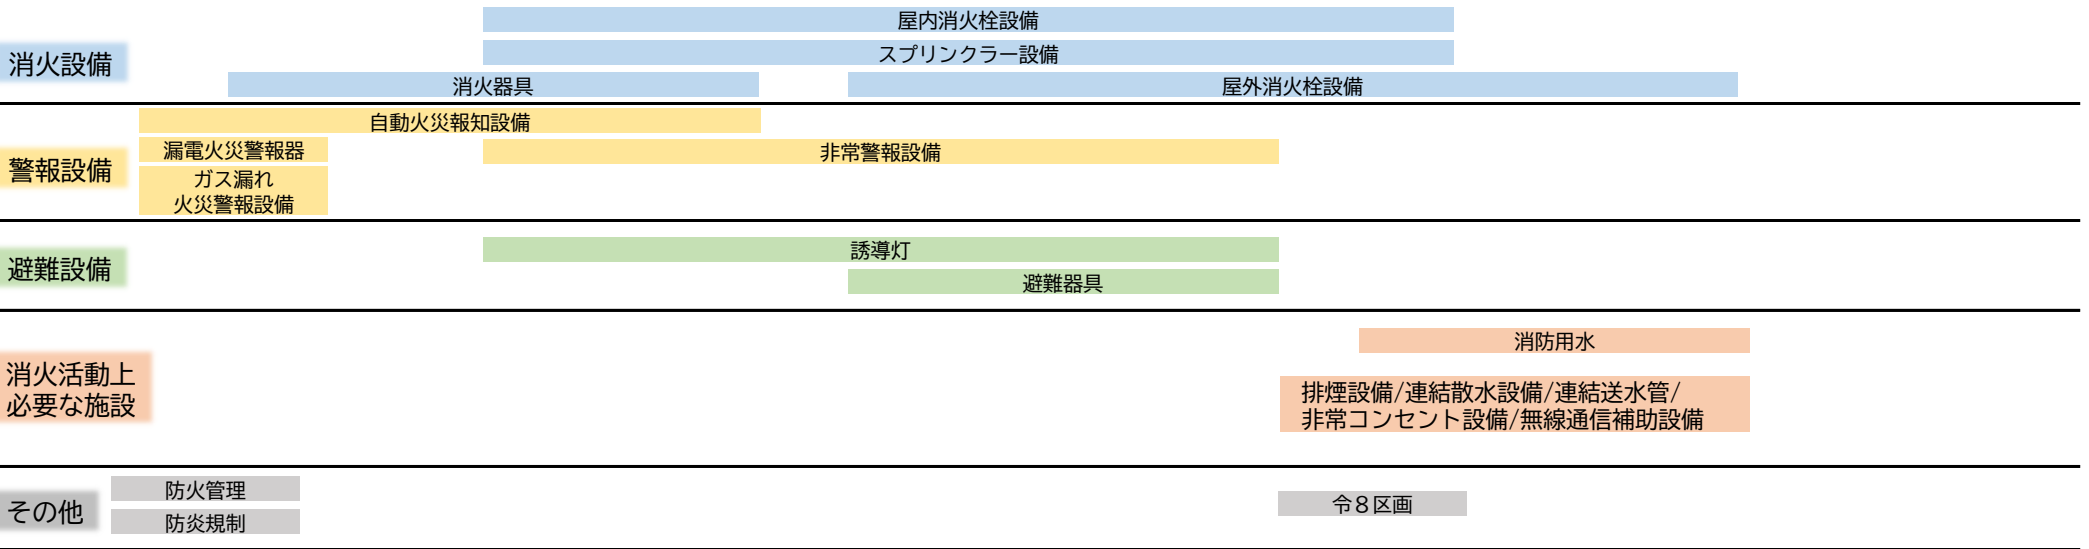 屋内消火栓設備
スプリンクラー設備
消火設備
消火器具
屋外消火栓設備
自動火災報知設備
漏電火災警報器
非常警報設備
警報設備
ガス漏れ
火災警報設備
誘導灯
避難設備
避難器具
消防用水
消火活動上
必要な施設
排煙設備/連結散水設備/連結送水管/
非常コンセント設備/無線通信補助設備
防火管理
その他
防炎規制
令8区画